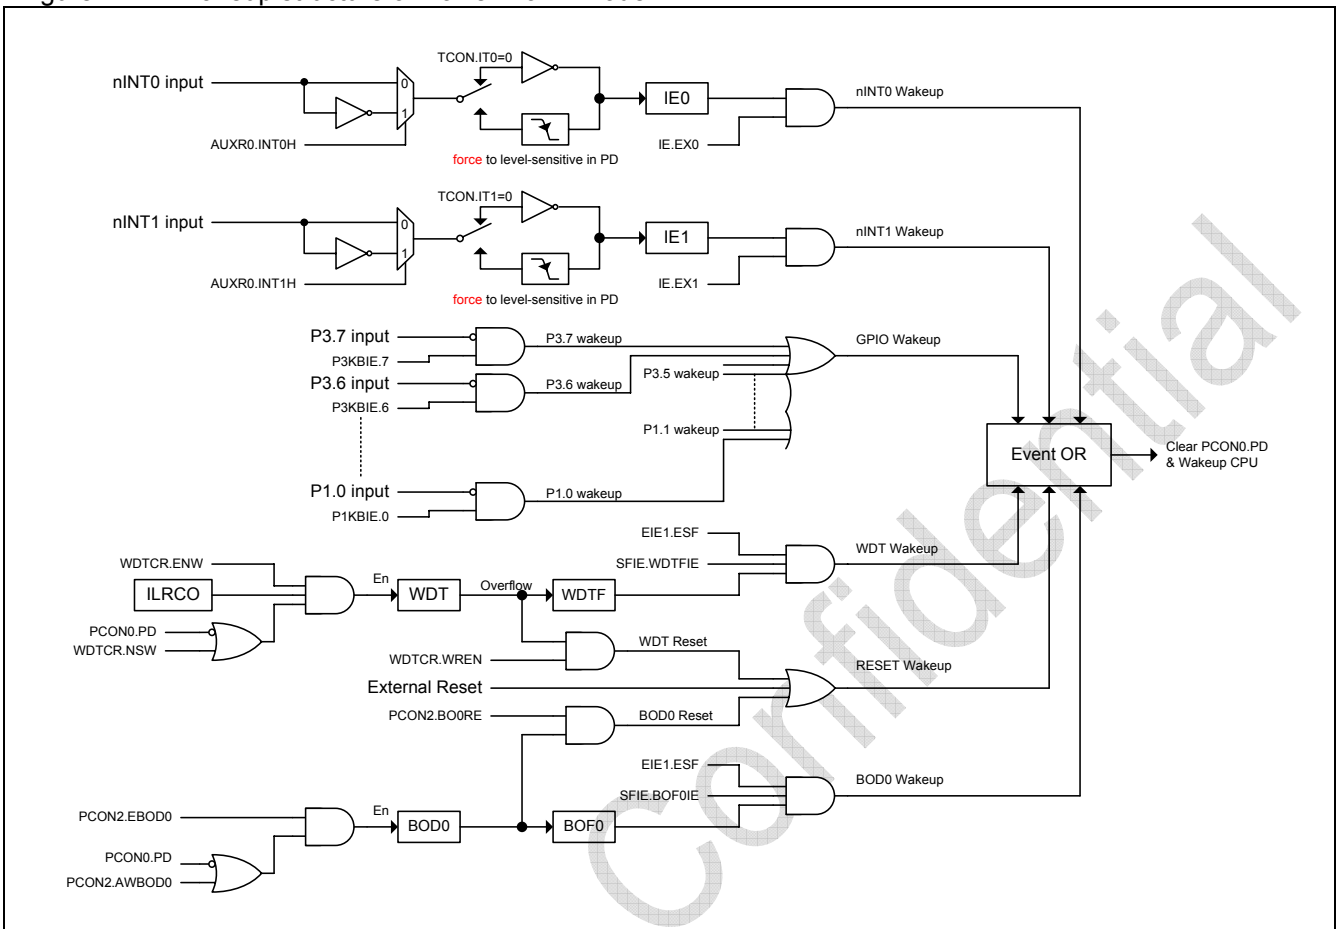 nINT0 input
AUXR0.INT0H
0
1
TCON.IT0=0
force to level-sensitive in PD
IE0
IE.EX0
nINT0 Wakeup
nINT1 input
AUXR0.INT1H
0
1
TCON.IT1=0
force to level-sensitive in PD
IE1
IE.EX1
nINT1 Wakeup
P3.7 input
P3KBIE.7
P3.7 wakeup
P3.6 input
P3KBIE.6
P3.6 wakeup
P3.5 wakeup
P1.1 wakeup
P1.0 input
P1KBIE.0
P1.0 wakeup
GPIO Wakeup
Event OR
Clear PCON0.PD
& Wakeup CPU
WDTCR.ENW
ILRCO
PCON0.PD
WDTCR.NSW
En
WDT
Overflow
WDTF
EIE1.ESF
SFIE.WDTFIE
WDT Wakeup
WDTCR.WREN
WDT Reset
External Reset
PCON2.BO0RE
BOD0 Reset
RESET Wakeup
PCON2.EBOD0
PCON0.PD
PCON2.AWBOD0
En
BOD0
BOF0
EIE1.ESF
SFIE.BOF0IE
BOD0 Wakeup
Confidential